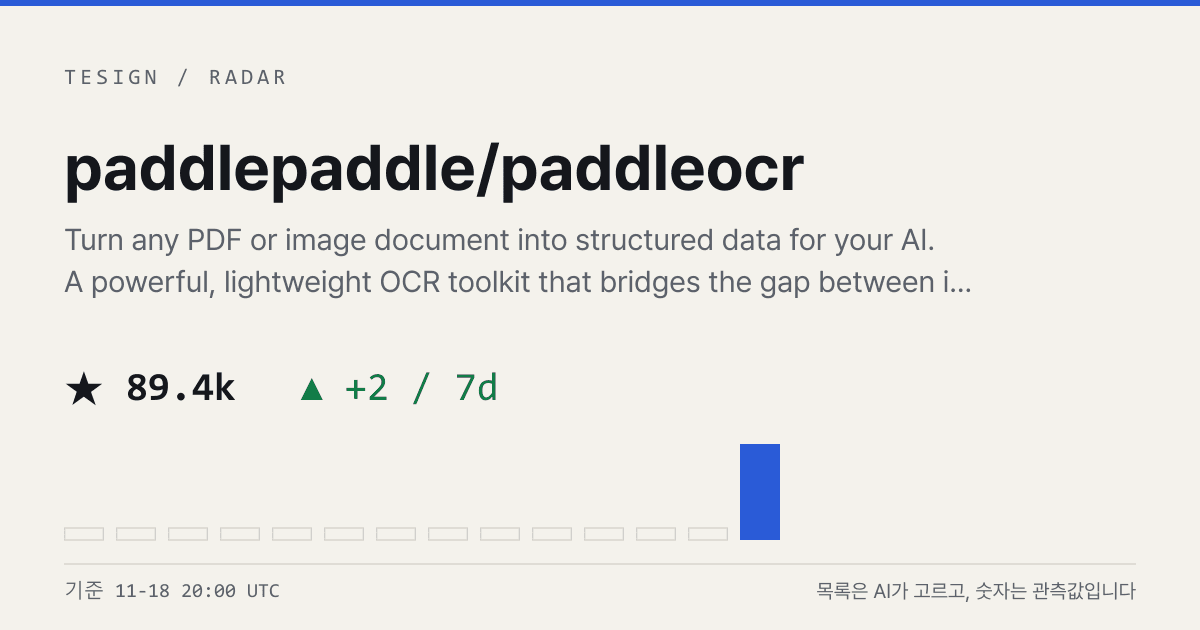 TESIGN / RADAR
paddlepaddle/paddleocr
Turn any PDF or image document into structured data for your AI.
A powerful, lightweight OCR toolkit that bridges the gap between i...
★ 89.4k ▲ +2 / 7d
기준 11-18 20:00 UTC
목록은 AI가 고르고, 숫자는 관측값입니다